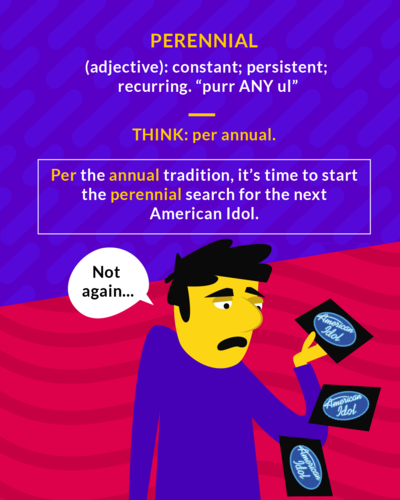 PERENNIAL
(adjective): constant; persistent;
recurring. “purr ANY ul”
THINK: per annual.
Per the annual tradition, it’s time to start
the perennial search for the next
American Idol.
Not
again...
American
Idol
American
Idol
American
Idol